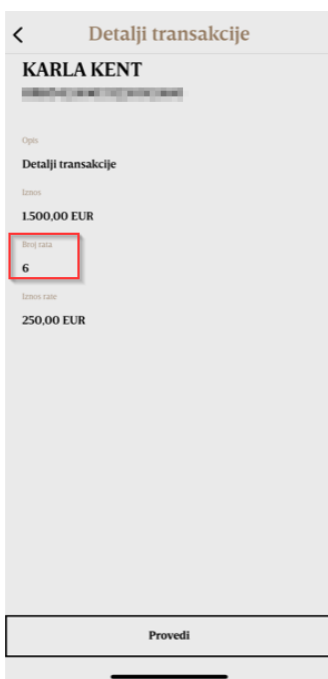 Detalji transakcije
KARLA KENT
Opis
Detalji transakcije
Iznos
1.500,00 EUR
Broj rata
6
Iznos rate
250,00 EUR
Provedi